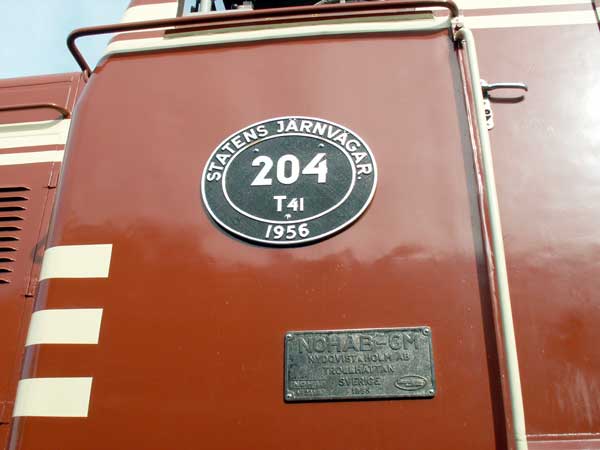 STATENS JÄRNVÄGAR.
204
T41
1956
NOHAB-GM
NYDQVIST & HOLM AB
TROLLHÄTTAN
SVERIGE